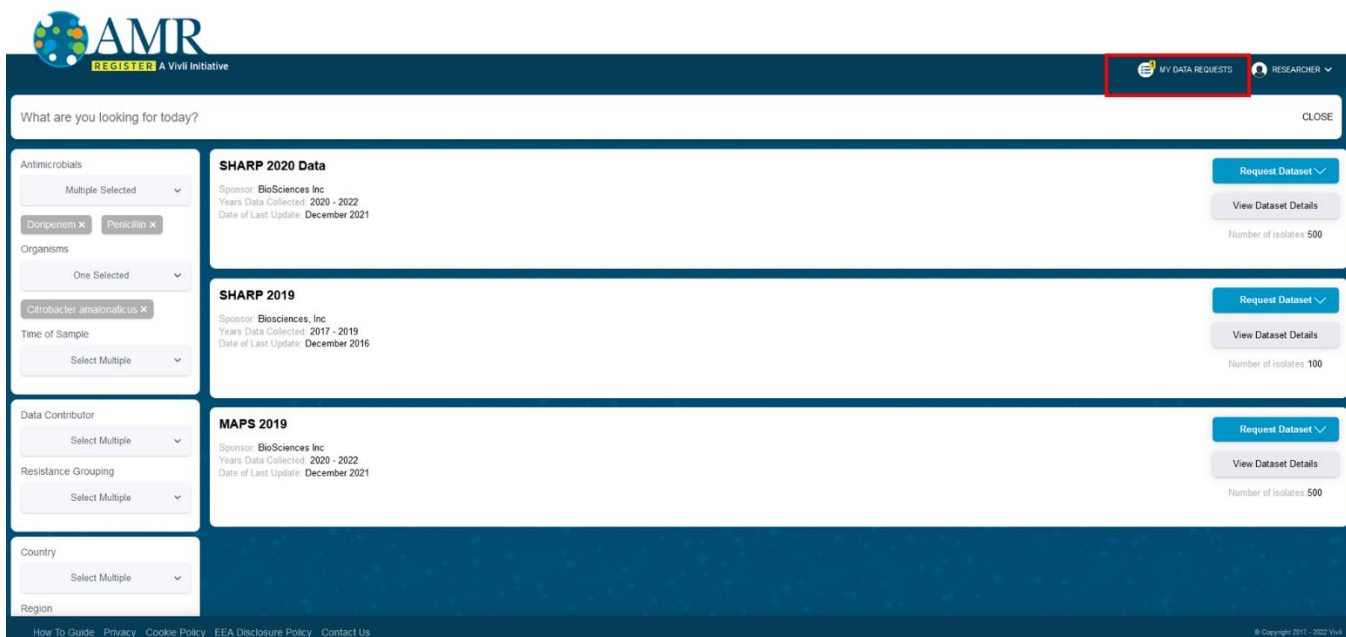 AMR
REGISTER A Vivli Initiative
1
MY DATA REQUESTS
RESEARCHER
What are you looking for today?
CLOSE
Antimicrobials
Multiple Selected
Doripenem ×
Penicillin ×
Organisms
One Selected
Citrobacter amalonaticus ×
Time of Sample
Select Multiple
Data Contributor
Select Multiple
Resistance Grouping
Select Multiple
Country
Select Multiple
Region
SHARP 2020 Data
Sponsor: BioSciences Inc
Years Data Collected: 2020 - 2022
Date of Last Update: December 2021
Request Dataset
View Dataset Details
Number of isolates:500
SHARP 2019
Sponsor: Biosciences, Inc
Years Data Collected: 2017 - 2019
Date of Last Update: December 2016
Request Dataset
View Dataset Details
Number of isolates:100
MAPS 2019
Sponsor: BioSciences Inc
Years Data Collected: 2020 - 2022
Date of Last Update: December 2021
Request Dataset
View Dataset Details
Number of isolates:500
How To Guide Privacy Cookie Policy EEA Disclosure Policy Contact Us
© Copyright 2017 - 2022 Vivli